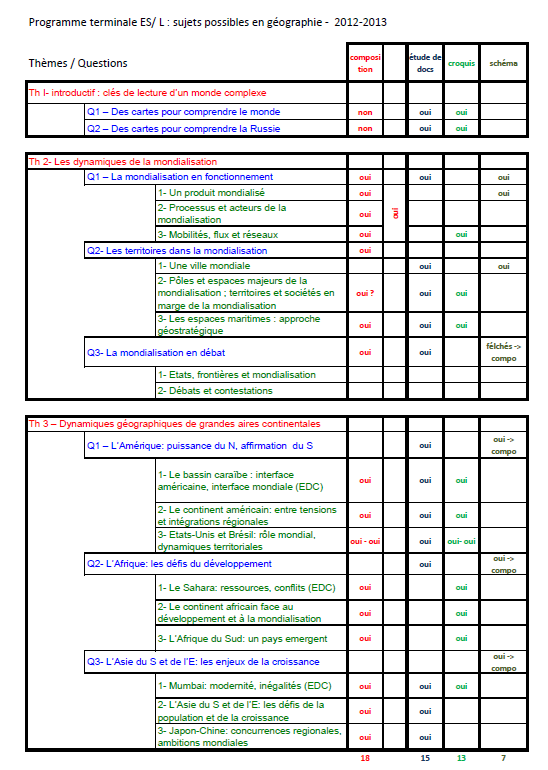 Programme terminale ES/ L : sujets possibles en géographie - 2012-2013
Thèmes / Questions composi tion étude de docs croquis schéma
Th I- introductif : clés de lecture d'un monde complexe
Q1 – Des cartes pour comprendre le monde non oui oui
Q2 – Des cartes pour comprendre la Russie non oui oui
Th 2- Les dynamiques de la mondialisation
Q1 – La mondialisation en fonctionnement oui oui oui
1- Un produit mondialisé oui oui
2- Processus et acteurs de la
mondialisation oui oui
3- Mobilités, flux et réseaux oui oui
Q2- Les territoires dans la mondialisation oui
1- Une ville mondiale oui oui
2- Pôles et espaces majeurs de la
mondialisation ; territoires et sociétés en oui ? oui oui
marge de la mondialisation
3- Les espaces maritimes : approche
géostratégique oui oui oui
Q3- La mondialisation en débat oui oui félchés -> compo
1- Etats, frontières et mondialisation
2- Débats et contestations
Th 3 – Dynamiques géographiques de grandes aires continentales
Q1 – L'Amérique: puissance du N, affirmation du S oui oui -> compo
1- Le bassin caraïbe : interface
américaine, interface mondiale (EDC) oui oui oui
2- Le continent américain: entre tensions
et intégrations régionales oui oui oui
3- Etats-Unis et Brésil: rôle mondial,
dynamiques territoriales oui - oui oui oui- oui
Q2- L'Afrique: les défis du développement oui oui -> compo
1- Le Sahara: ressources, conflits (EDC) oui oui
2- Le continent africain face au
développement et à la mondialisation oui oui
3- L'Afrique du Sud: un pays emergent oui oui
Q3- L'Asie du S et de l'E: les enjeux de la croissance oui -> compo
1- Mumbai: modernité, inégalités (EDC) oui oui oui
2- L'Asie du S et de l'E: les défis de la
population et de la croissance oui oui
3- Japon-Chine: concurrences regionales,
ambitions mondiales oui oui
18 15 13 7